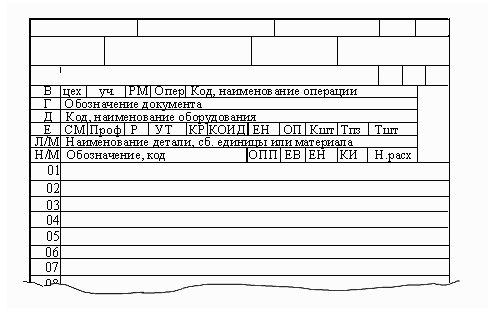 В цех уч. РМ Опер Код, наименование операции
Г Обозначение документа
Д Код, наименование оборудования
Е СМ Проф Р УТ КР КОИД ЕН ОП Кшт Тпз Тшт
Л/М Наименование детали, сб. единицы или материала
Н/М Обозначение, код ОПП ЕВ ЕН КИ Н.расх
01
02
03
04
05
06
07
08